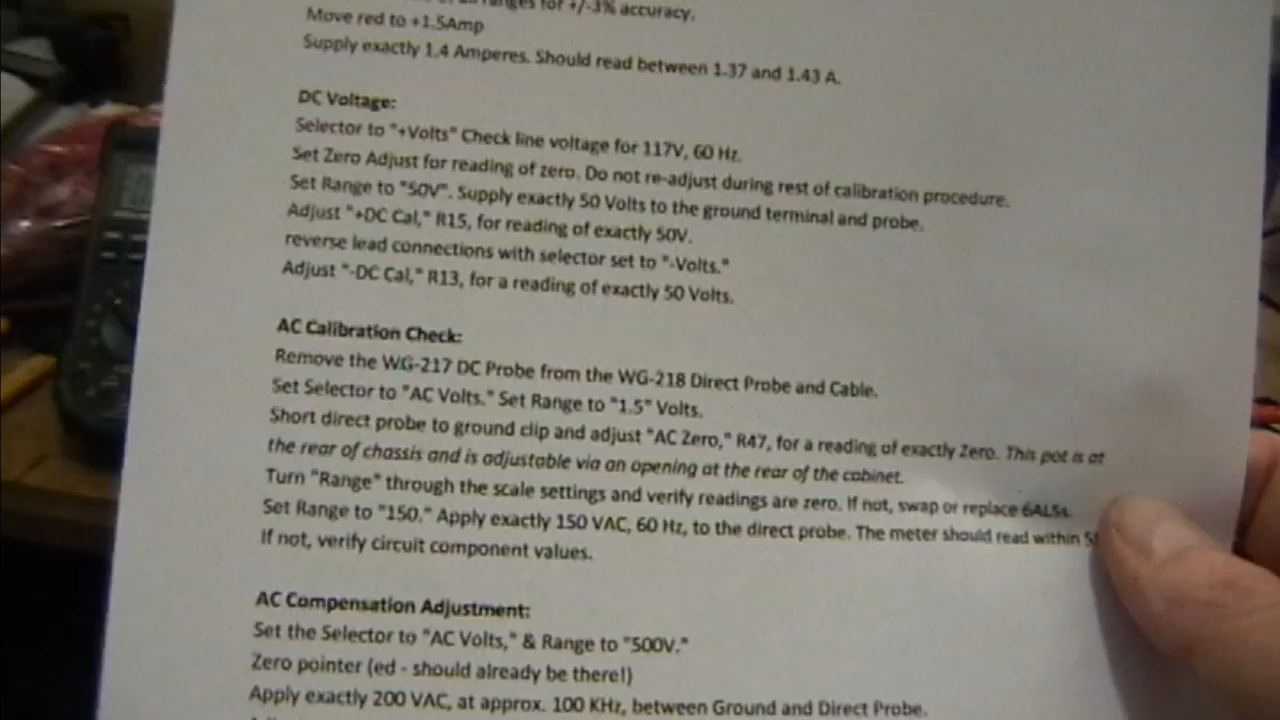 ranges for +/-3% accuracy.
Move red to +1.5Amp
Supply exactly 1.4 Amperes. Should read between 1.37 and 1.43 A.
DC Voltage:
Selector to "+Volts" Check line voltage for 117V, 60 Hz.
Set Zero Adjust for reading of zero. Do not re-adjust during rest of calibration procedure.
Set Range to "50V". Supply exactly 50 Volts to the ground terminal and probe.
Adjust "+DC Cal," R15, for reading of exactly 50V.
reverse lead connections with selector set to "-Volts."
Adjust "-DC Cal," R13, for a reading of exactly 50 Volts.
AC Calibration Check:
Remove the WG-217 DC Probe from the WG-218 Direct Probe and Cable.
Set Selector to "AC Volts." Set Range to "1.5" Volts.
Short direct probe to ground clip and adjust "AC Zero," R47, for a reading of exactly Zero. This pot is at
the rear of chassis and is adjustable via an opening at the rear of the cabinet.
Turn "Range" through the scale settings and verify readings are zero. If not, swap or replace 6AL5s.
Set Range to "150." Apply exactly 150 VAC, 60 Hz, to the direct probe. The meter should read within
If not, verify circuit component values.
AC Compensation Adjustment:
Set the Selector to "AC Volts," & Range to "500V."
Zero pointer (ed - should already be there!)
Apply exactly 200 VAC, at approx. 100 KHz, between Ground and Direct Probe.